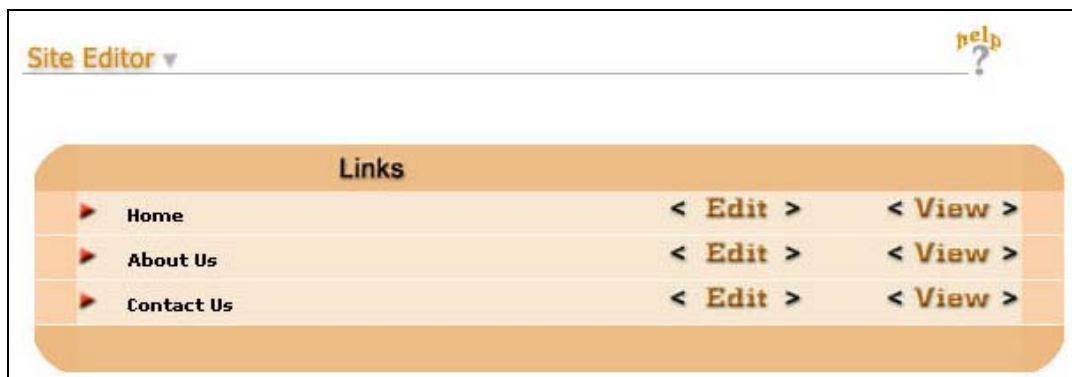 help
Site Editor
?
Links
Home < Edit > < View >
About Us < Edit > < View >
Contact Us < Edit > < View >